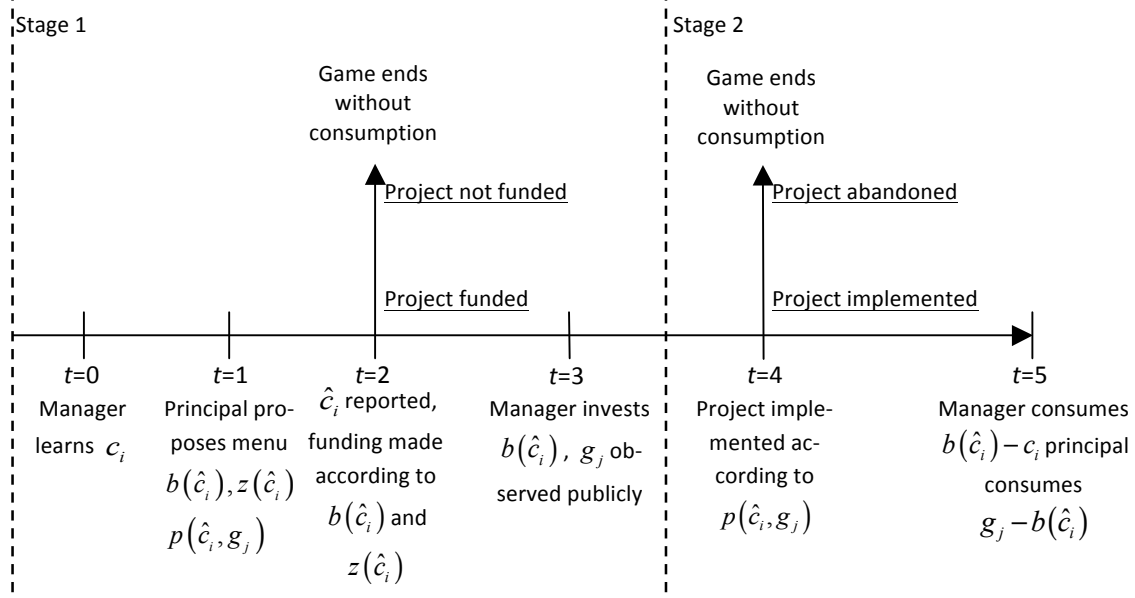 Stage 1
Stage 2
Game ends
without
consumption
Game ends
without
consumption
Project not funded
Project abandoned
Project funded
Project implemented
t=0
Manager
learns c_i
t=1
Principal pro-
poses menu
b(ĉ_i), z(ĉ_i)
p(ĉ_i, g_j)
t=2
ĉ_i reported,
funding made
according to
b(ĉ_i) and
z(ĉ_i)
t=3
Manager invests
b(ĉ_i), g_j ob-
served publicly
t=4
Project imple-
mented ac-
cording to
p(ĉ_i, g_j)
t=5
Manager consumes
b(ĉ_i) – c_i principal
consumes
g_j – b(ĉ_i)